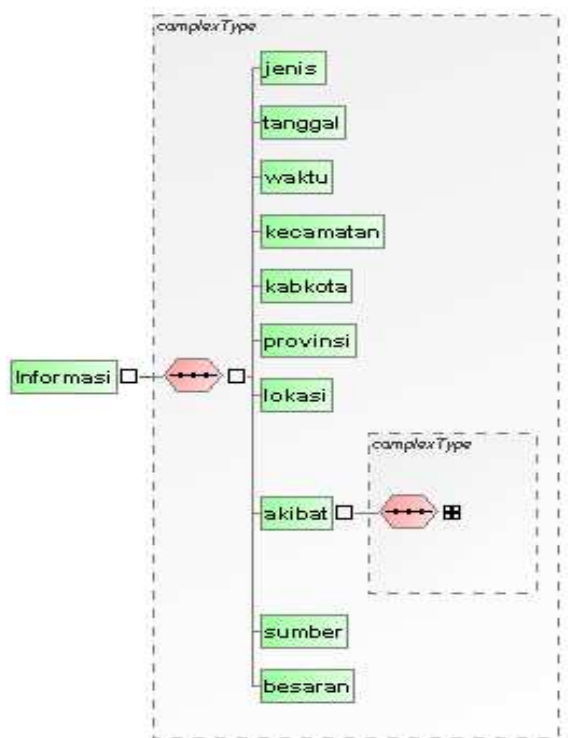 complexType
jenis
tanggal
waktu
kecamatan
kabkota
provinsi
Informasi
lokasi
complexType
akibat
sumber
besaran